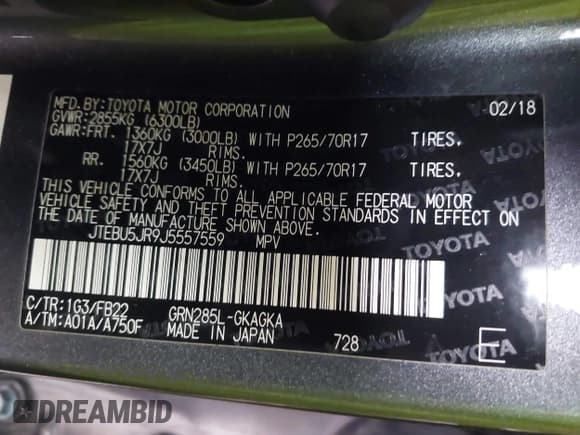 MFD.BY:TOYOTA MOTOR CORPORATION 02/18
GVWR:2855KG (6300LB)
GAWR:FRT. 1360KG (3000LB) WITH P265/70R17 TIRES,
17X7J RIMS.
RR. 1560KG (3450LB) WITH P265/70R17 TIRES,
17X7J RIMS.
THIS VEHICLE CONFORMS TO ALL APPLICABLE FEDERAL MOTOR
VEHICLE SAFETY AND THEFT PREVENTION STANDARDS IN EFFECT ON
THE DATE OF MANUFACTURE SHOWN ABOVE.
JTEBU5JR9J5557559 MPV
C/TR:1G3/FB22 GRN285L-GKAGKA
A/TM:A01A/A750F MADE IN JAPAN 728 E
TOYOTA
DREAMBID